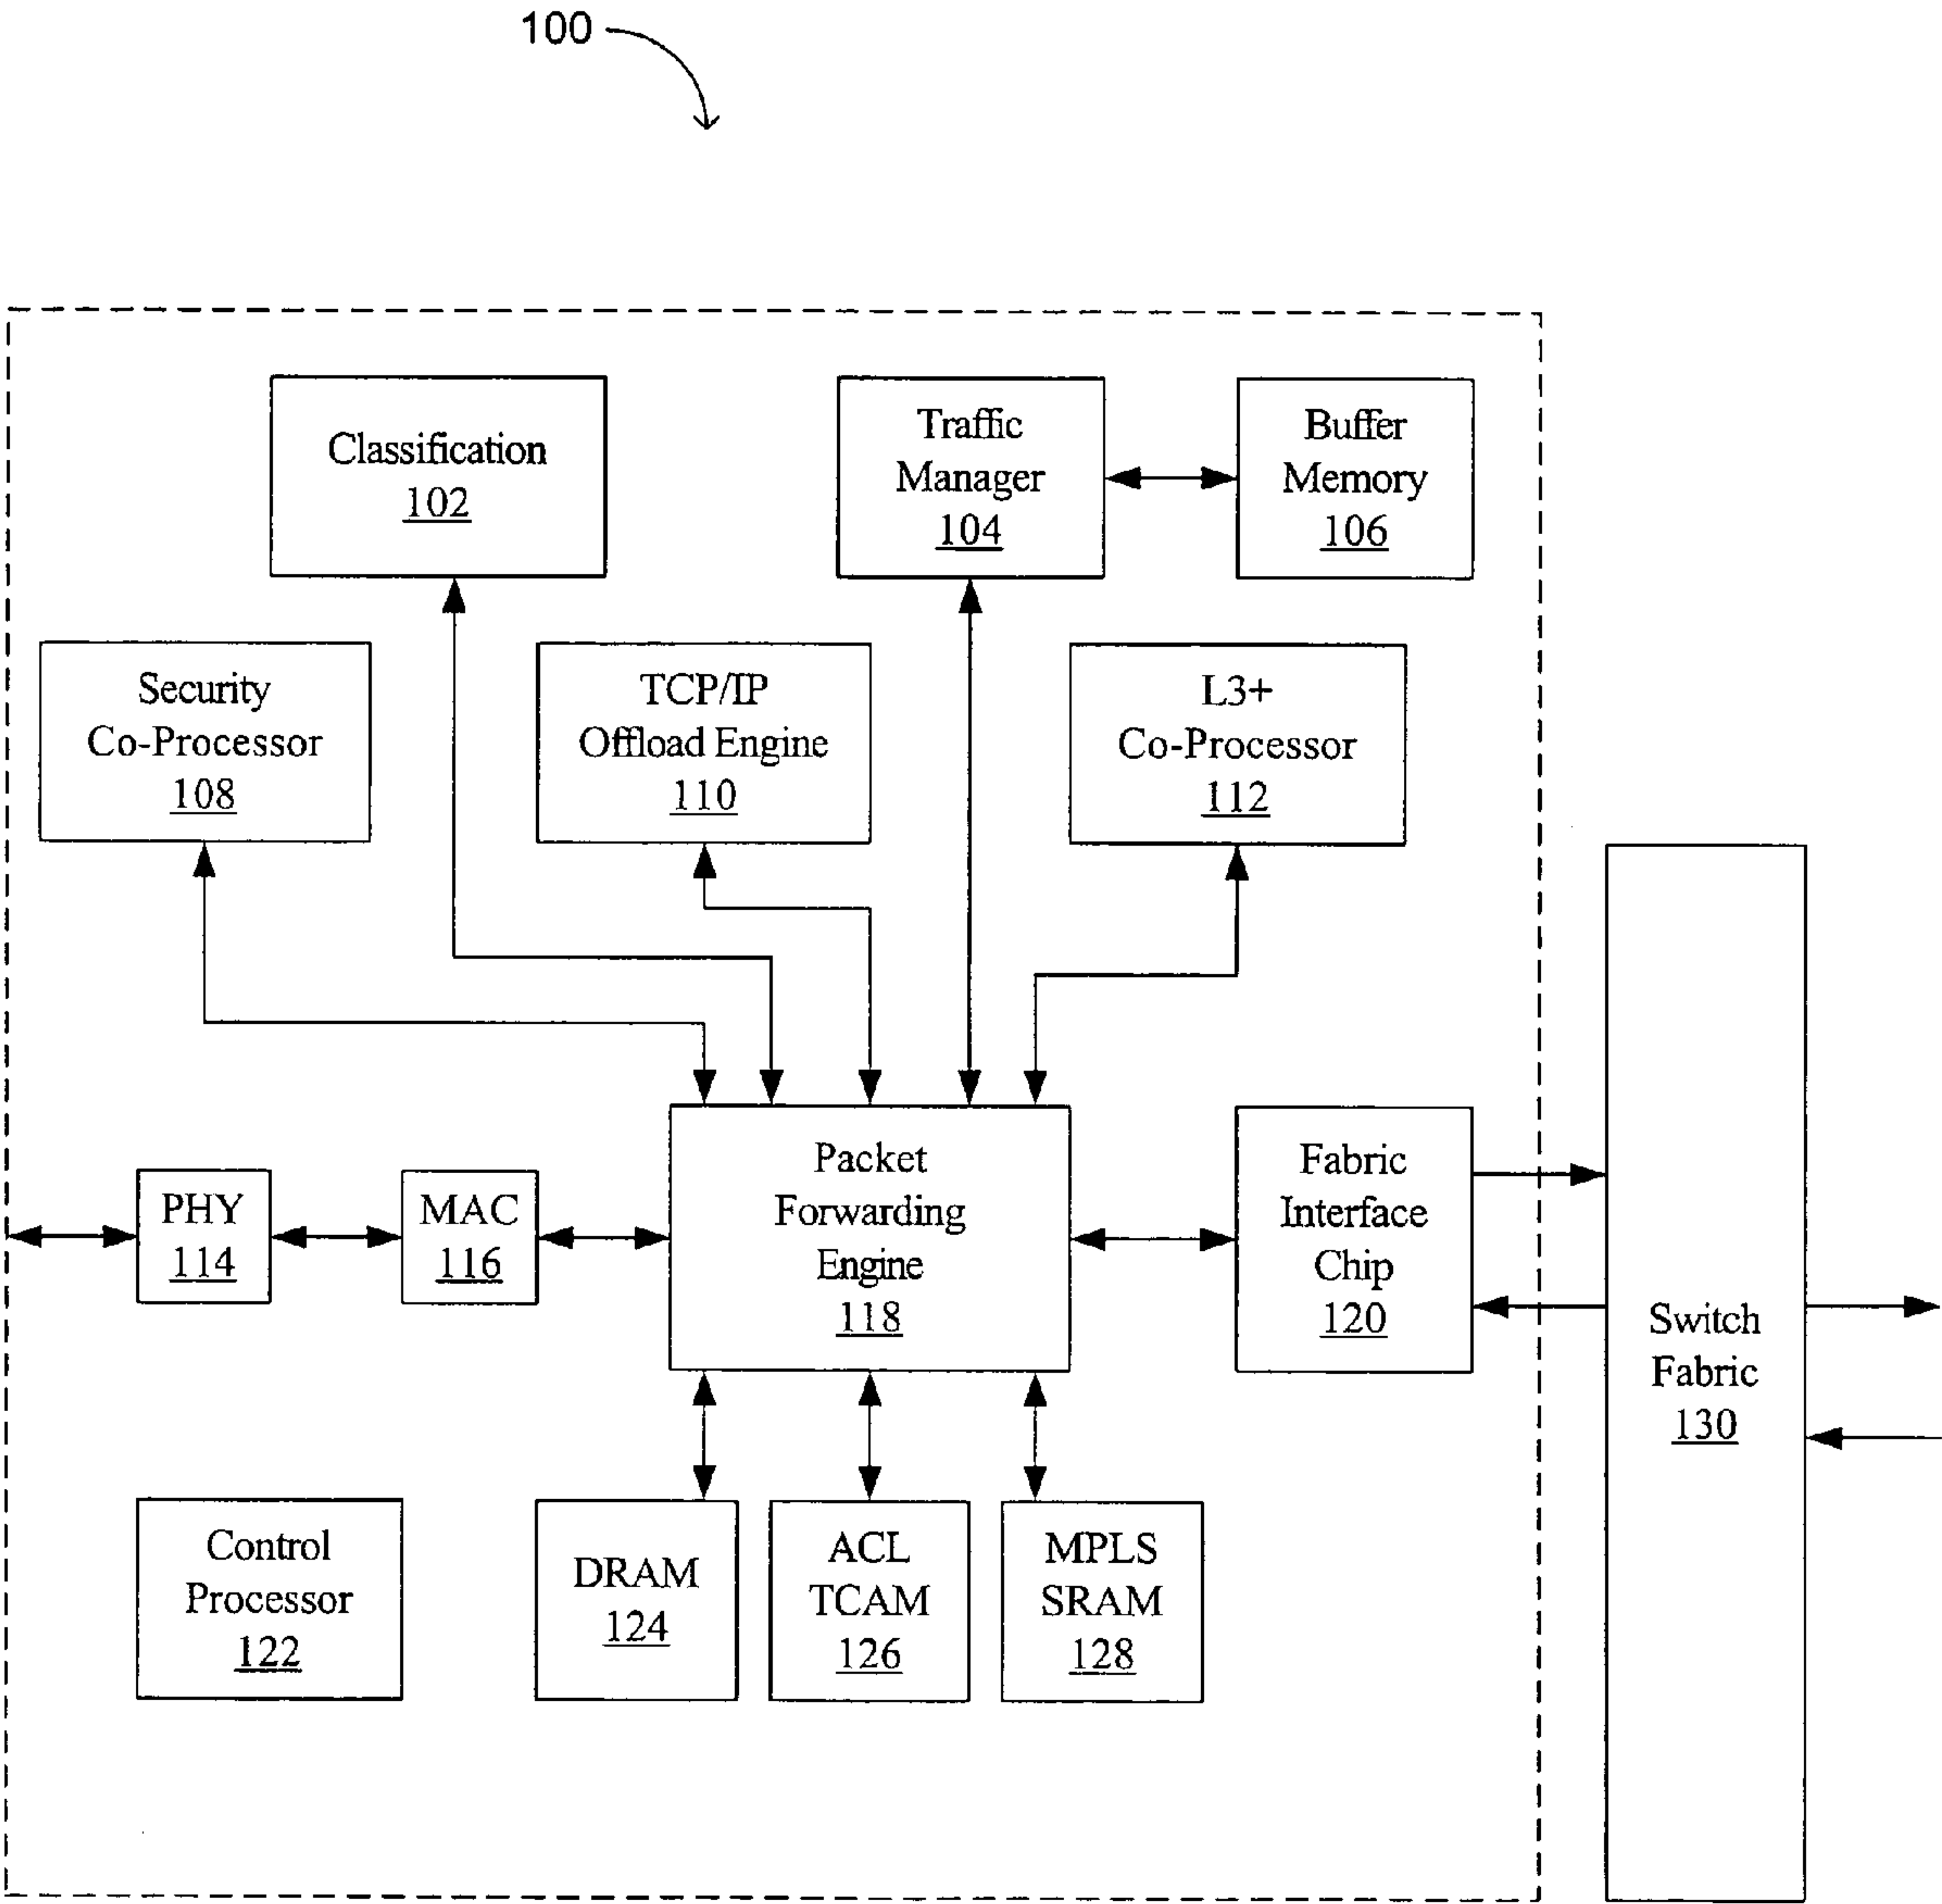 100
Classification
102
Traffic
Manager
104
Buffer
Memory
106
Security
Co-Processor
108
TCP/IP
Offload Engine
110
L3+
Co-Processor
112
PHY
114
MAC
116
Packet
Forwarding
Engine
118
Fabric
Interface
Chip
120
Switch
Fabric
130
Control
Processor
122
DRAM
124
ACL
TCAM
126
MPLS
SRAM
128